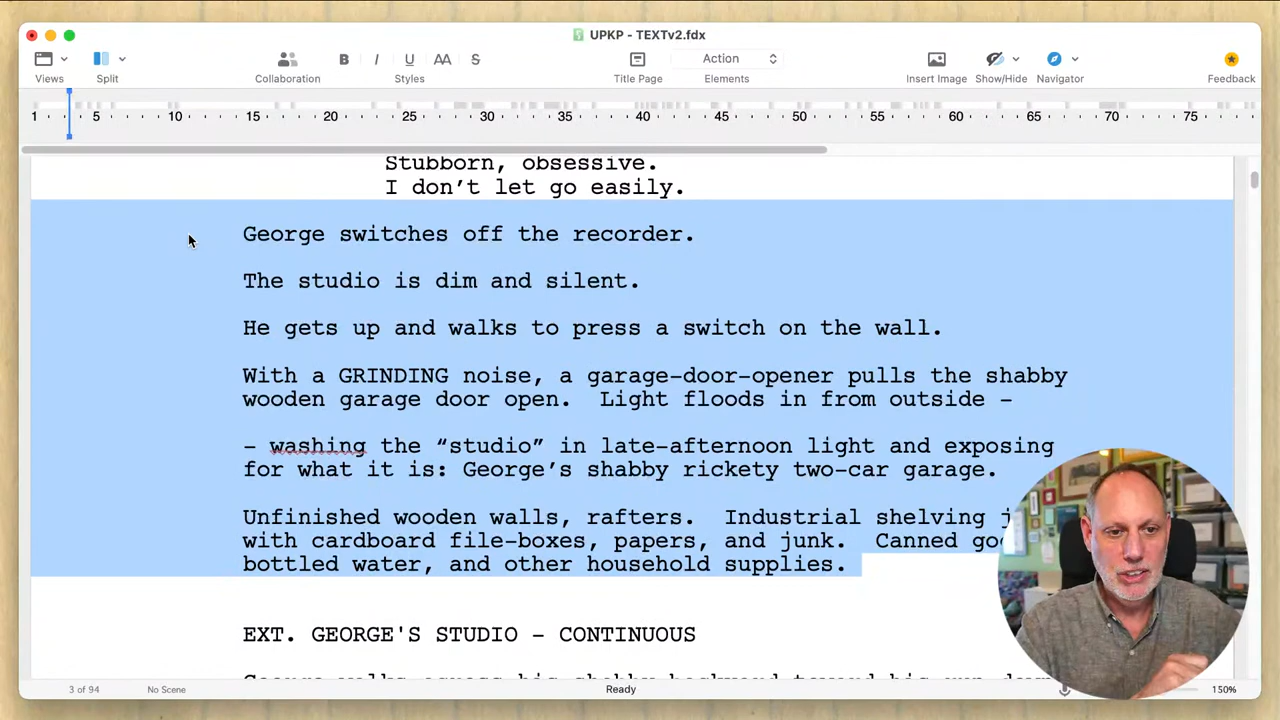 UPKP - TEXTv2.fdx
B I U AA S Action
Views Split Collaboration Styles Title Page Elements Insert Image Show/Hide Navigator Feedback
1 5 10 15 20 25 30 35 40 45 50 55 60 65 70 75
Stubborn, obsessive.
I don't let go easily.
George switches off the recorder.
The studio is dim and silent.
He gets up and walks to press a switch on the wall.
With a GRINDING noise, a garage-door-opener pulls the shabby
wooden garage door open.  Light floods in from outside –
– washing the “studio” in late-afternoon light and exposing
for what it is: George’s shabby rickety two-car garage.
Unfinished wooden walls, rafters.  Industrial shelving
with cardboard file-boxes, papers, and junk.  Canned
bottled water, and other household supplies.
EXT. GEORGE'S STUDIO - CONTINUOUS
3 of 94 No Scene Ready 150%